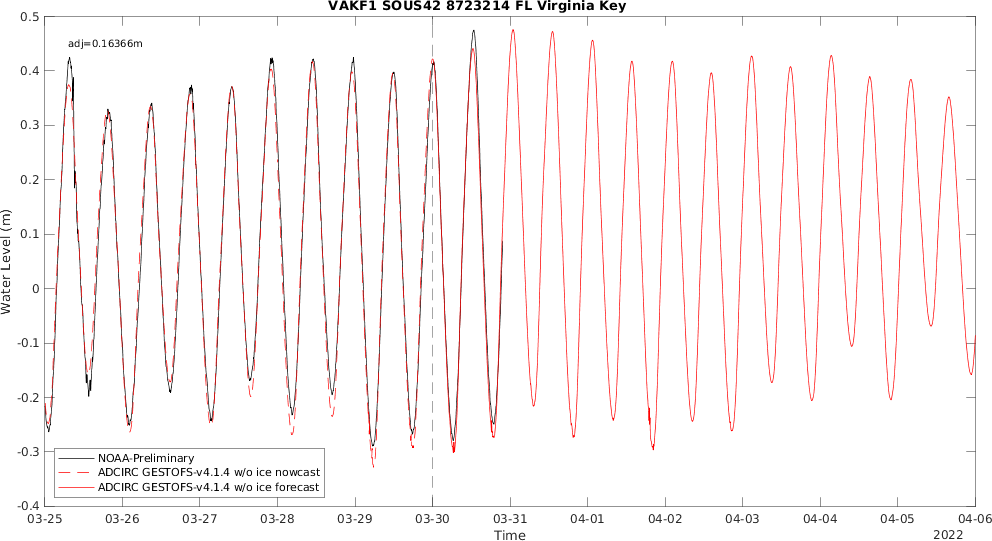 VAKF1 SOUS42 8723214 FL Virginia Key
adj=0.16366m
Water Level (m)
0.5
0.4
0.3
0.2
0.1
0
-0.1
-0.2
-0.3
-0.4
NOAA-Preliminary
ADCIRC GESTOFS-v4.1.4 w/o ice nowcast
ADCIRC GESTOFS-v4.1.4 w/o ice forecast
03-25 03-26 03-27 03-28 03-29 03-30 03-31 04-01 04-02 04-03 04-04 04-05 04-06
Time
2022